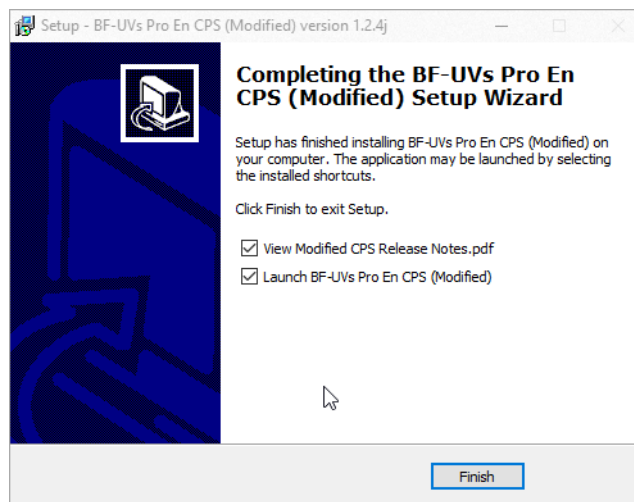 Setup - BF-UVs Pro En CPS (Modified) version 1.2.4j
Completing the BF-UVs Pro En
CPS (Modified) Setup Wizard
Setup has finished installing BF-UVs Pro En CPS (Modified) on
your computer. The application may be launched by selecting
the installed shortcuts.
Click Finish to exit Setup.
View Modified CPS Release Notes.pdf
Launch BF-UVs Pro En CPS (Modified)
Finish